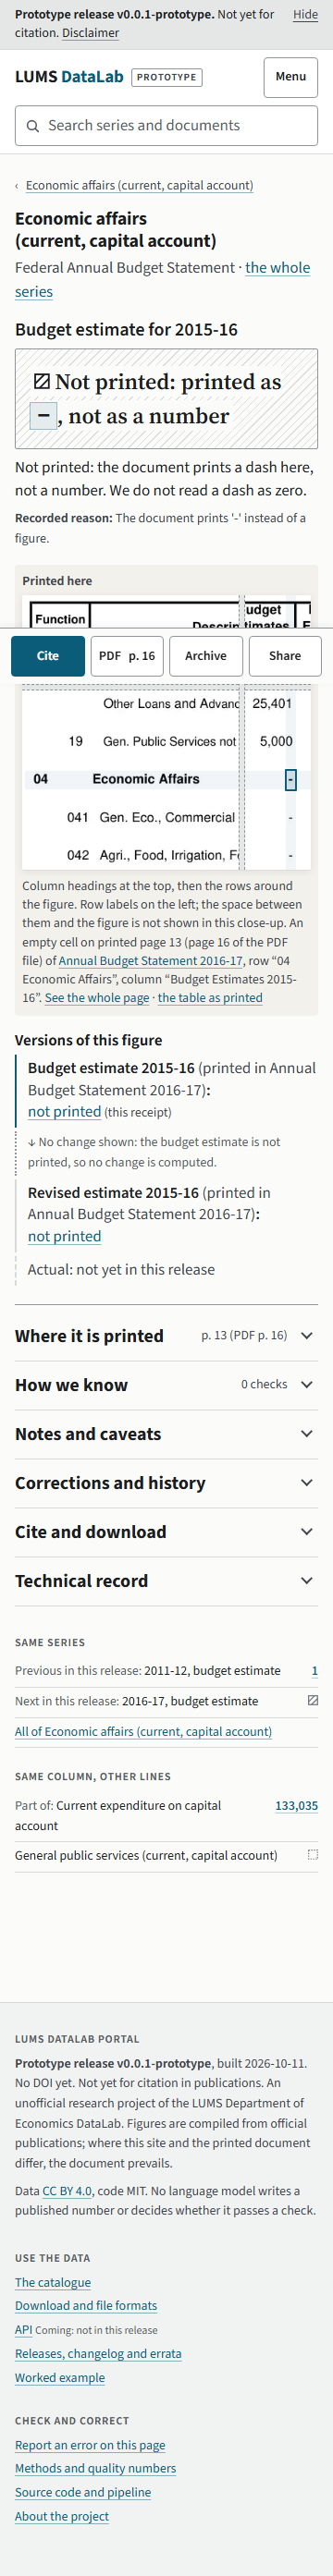 Prototype release v0.0.1-prototype. Not yet for
citation. Disclaimer
Hide
LUMS DataLab PROTOTYPE
Menu
Search series and documents
‹ Economic affairs (current, capital account)
Economic affairs
(current, capital account)
Federal Annual Budget Statement · the whole
series
Budget estimate for 2015-16
Not printed: printed as
–, not as a number
Not printed: the document prints a dash here,
not a number. We do not read a dash as zero.
Recorded reason: The document prints '-' instead of a
figure.
Printed here
Function
Cite
PDF p. 16
Archive
Share
Other Loans and Advanc 25,401
19 Gen. Public Services not 5,000
04 Economic Affairs -
041 Gen. Eco., Commercial -
042 Agri., Food, Irrigation, F -
Column headings at the top, then the rows around
the figure. Row labels on the left; the space between
them and the figure is not shown in this close-up. An
empty cell on printed page 13 (page 16 of the PDF
file) of Annual Budget Statement 2016-17, row “04
Economic Affairs”, column “Budget Estimates 2015-
16”. See the whole page · the table as printed
Versions of this figure
Budget estimate 2015-16 (printed in Annual
Budget Statement 2016-17):
not printed (this receipt)
↓ No change shown: the budget estimate is not
printed, so no change is computed.
Revised estimate 2015-16 (printed in
Annual Budget Statement 2016-17):
not printed
Actual: not yet in this release
Where it is printed p. 13 (PDF p. 16)
How we know 0 checks
Notes and caveats
Corrections and history
Cite and download
Technical record
SAME SERIES
Previous in this release: 2011-12, budget estimate 1
Next in this release: 2016-17, budget estimate
All of Economic affairs (current, capital account)
SAME COLUMN, OTHER LINES
Part of: Current expenditure on capital
account
133,035
General public services (current, capital account)
LUMS DATALAB PORTAL
Prototype release v0.0.1-prototype, built 2026-10-11.
No DOI yet. Not yet for citation in publications. An
unofficial research project of the LUMS Department of
Economics DataLab. Figures are compiled from official
publications; where this site and the printed document
differ, the document prevails.
Data CC BY 4.0, code MIT. No language model writes a
published number or decides whether it passes a check.
USE THE DATA
The catalogue
Download and file formats
API Coming: not in this release
Releases, changelog and errata
Worked example
CHECK AND CORRECT
Report an error on this page
Methods and quality numbers
Source code and pipeline
About the project